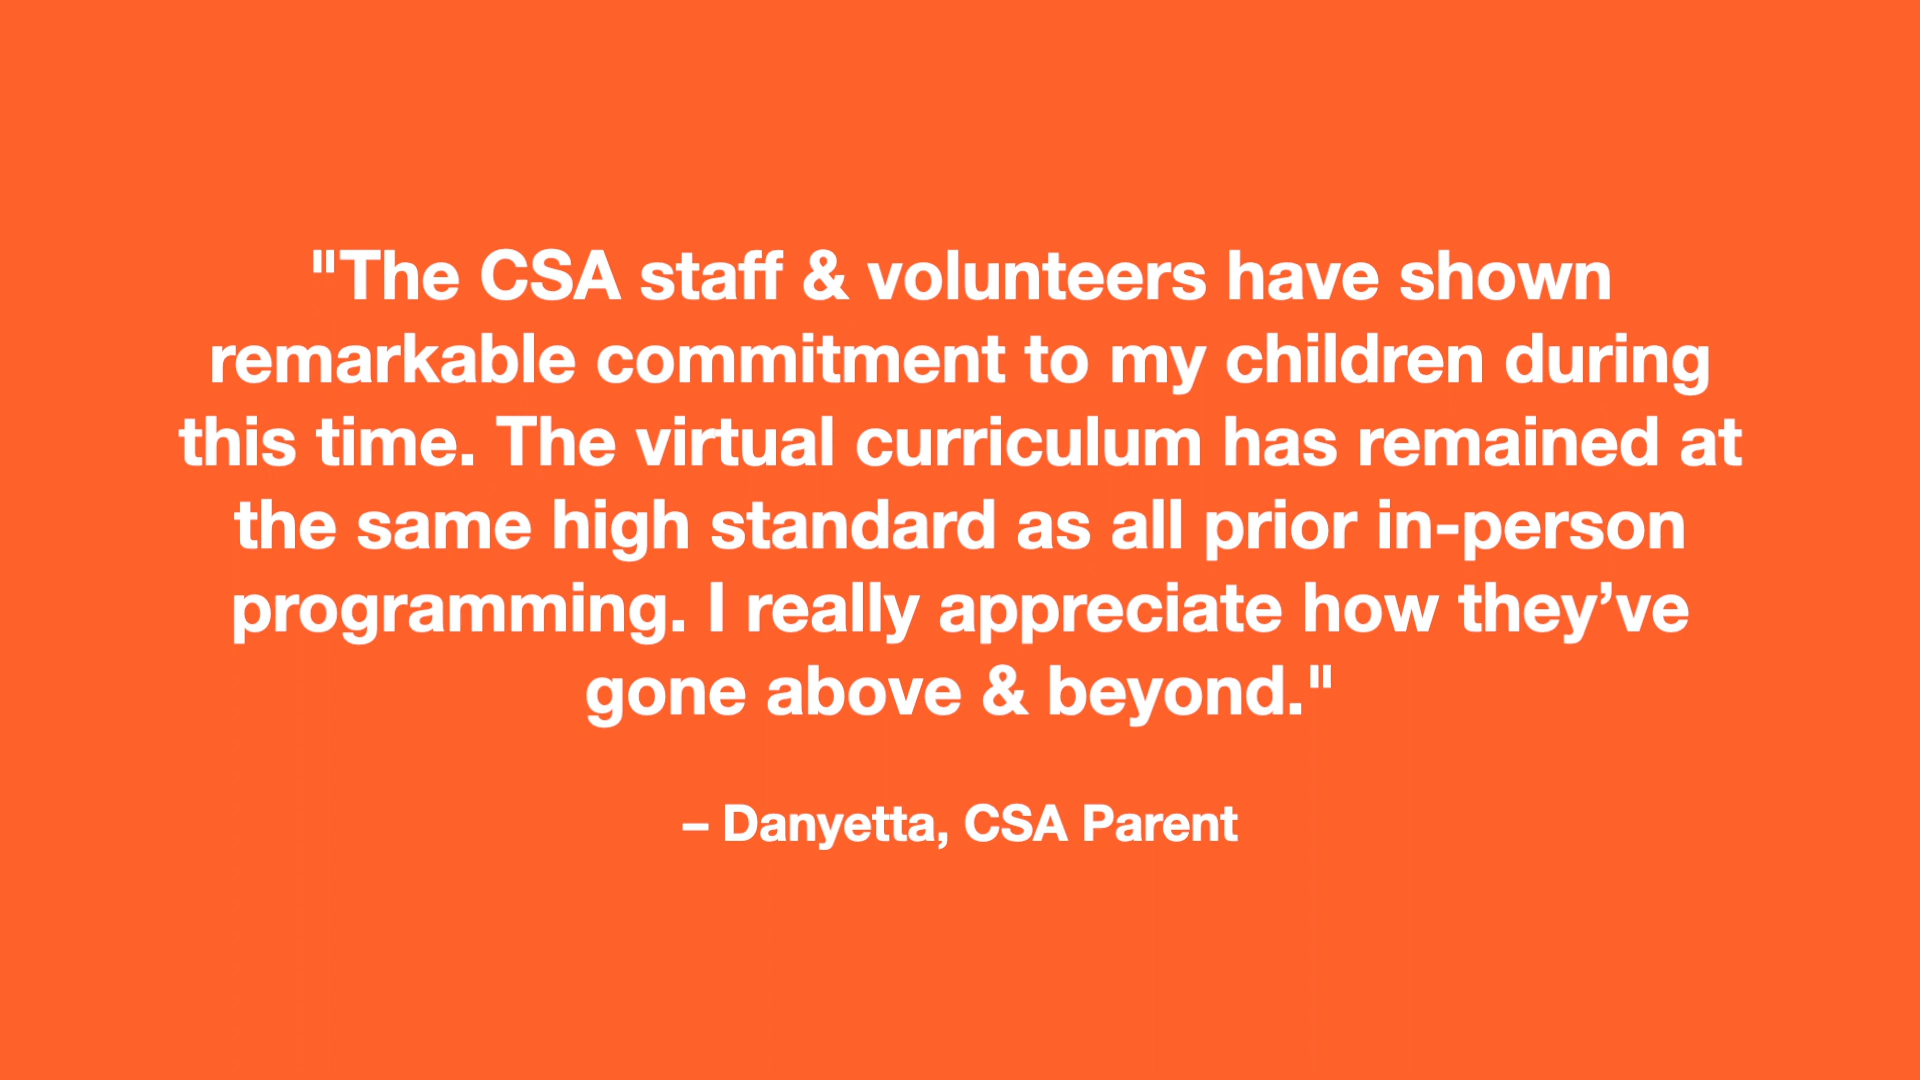 "The CSA staff & volunteers have shown
remarkable commitment to my children during
this time. The virtual curriculum has remained at
the same high standard as all prior in-person
programming. I really appreciate how they’ve
gone above & beyond."
– Danyetta, CSA Parent